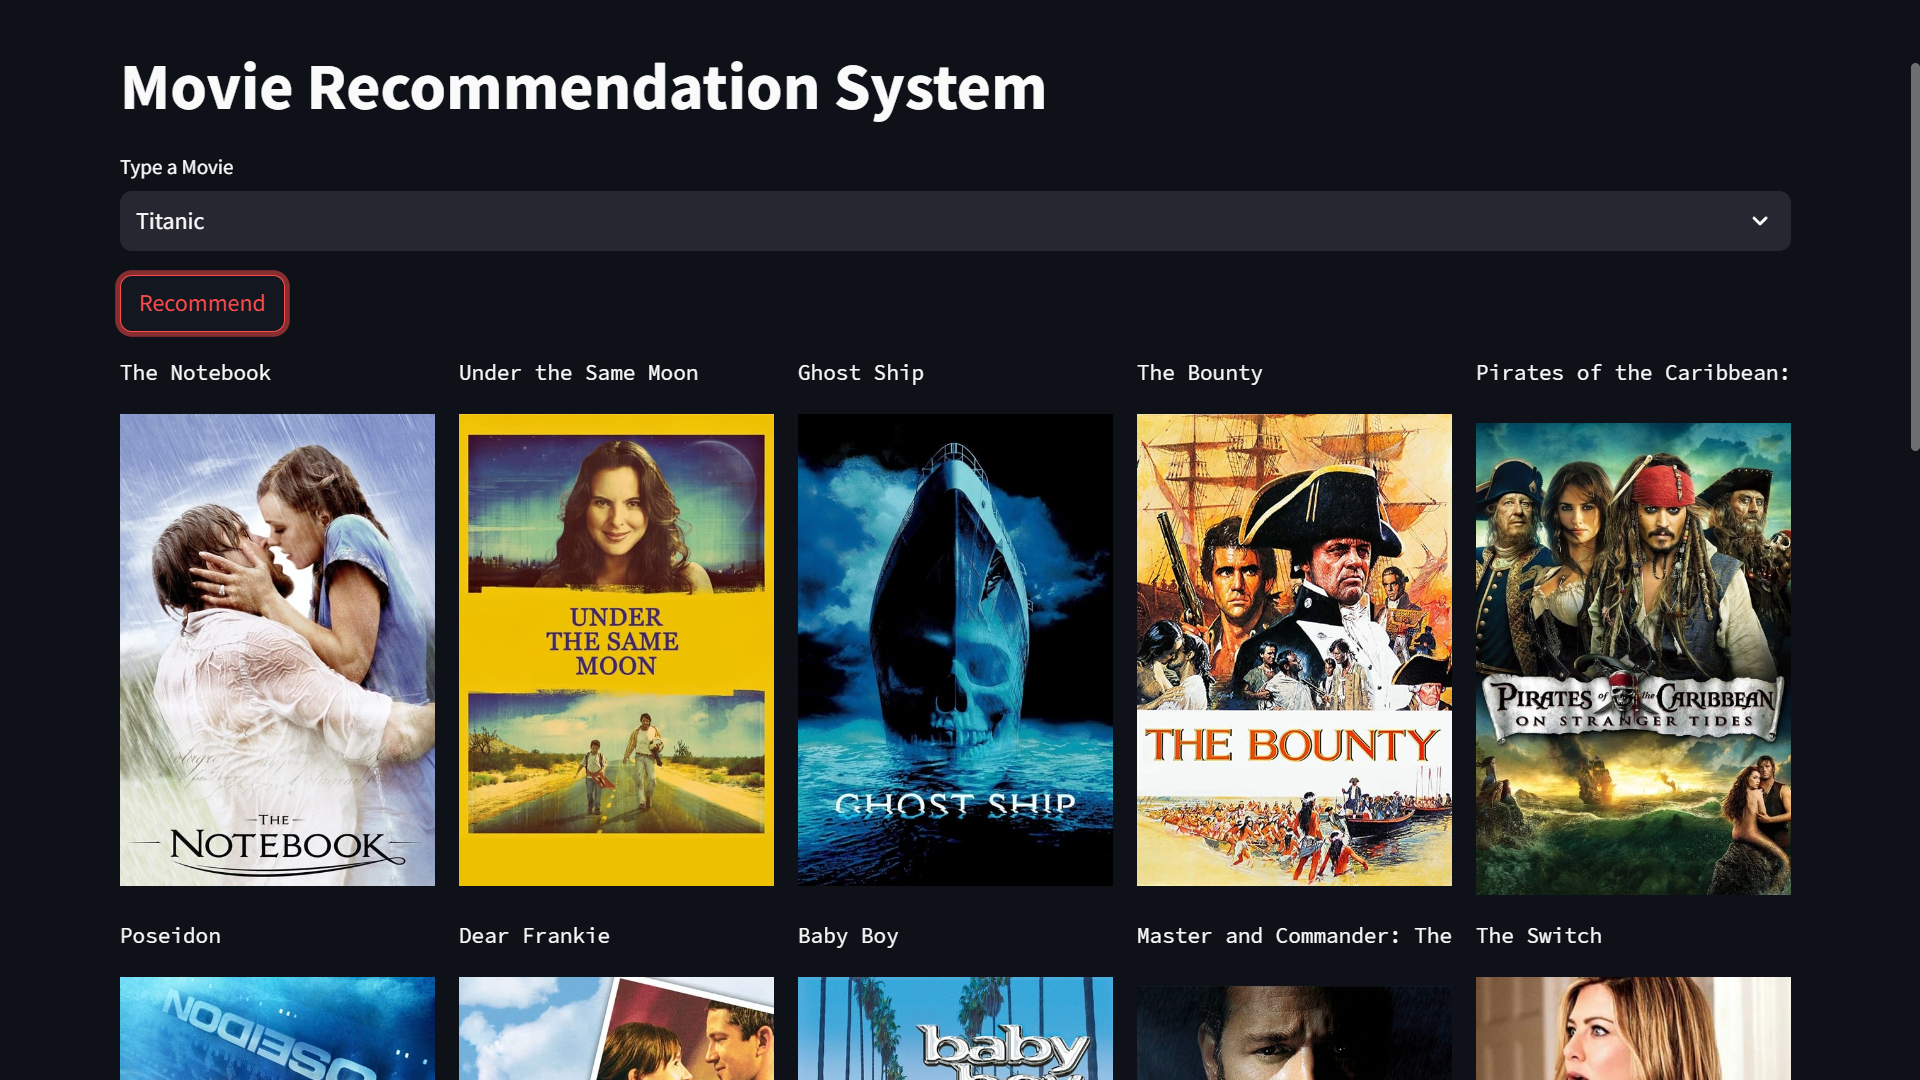 Movie Recommendation System
Type a Movie
Titanic
Recommend
The Notebook
Under the Same Moon
Ghost Ship
The Bounty
Pirates of the Caribbean:
THE
NOTEBOOK
UNDER
THE SAME
MOON
GHOST SHIP
THE BOUNTY
PIRATES of the CARIBBEAN
ON STRANGER TIDES
Poseidon
Dear Frankie
Baby Boy
Master and Commander: The
The Switch
POSEIDON
baby
boy